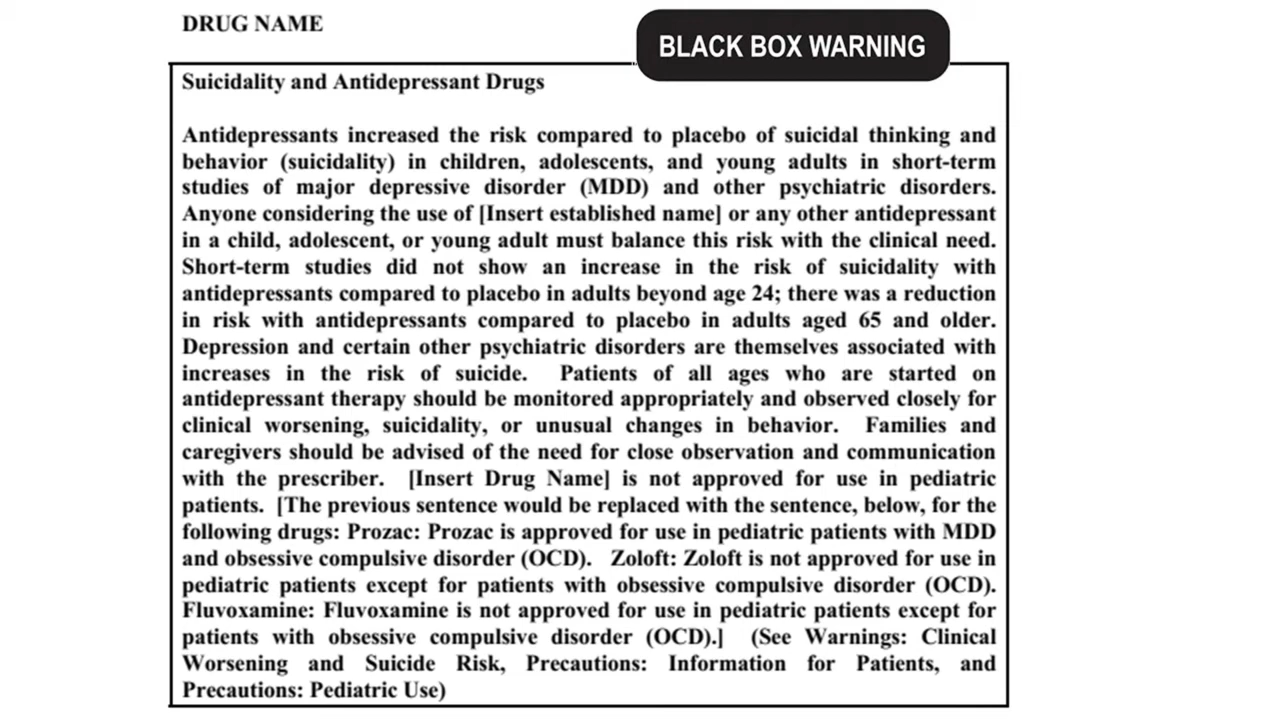 DRUG NAME
BLACK BOX WARNING
Suicidality and Antidepressant Drugs
Antidepressants increased the risk compared to placebo of suicidal thinking and
behavior (suicidality) in children, adolescents, and young adults in short-term
studies of major depressive disorder (MDD) and other psychiatric disorders.
Anyone considering the use of [Insert established name] or any other antidepressant
in a child, adolescent, or young adult must balance this risk with the clinical need.
Short-term studies did not show an increase in the risk of suicidality with
antidepressants compared to placebo in adults beyond age 24; there was a reduction
in risk with antidepressants compared to placebo in adults aged 65 and older.
Depression and certain other psychiatric disorders are themselves associated with
increases in the risk of suicide. Patients of all ages who are started on
antidepressant therapy should be monitored appropriately and observed closely for
clinical worsening, suicidality, or unusual changes in behavior. Families and
caregivers should be advised of the need for close observation and communication
with the prescriber. [Insert Drug Name] is not approved for use in pediatric
patients. [The previous sentence would be replaced with the sentence, below, for the
following drugs: Prozac: Prozac is approved for use in pediatric patients with MDD
and obsessive compulsive disorder (OCD). Zoloft: Zoloft is not approved for use in
pediatric patients except for patients with obsessive compulsive disorder (OCD).
Fluvoxamine: Fluvoxamine is not approved for use in pediatric patients except for
patients with obsessive compulsive disorder (OCD).] (See Warnings: Clinical
Worsening and Suicide Risk, Precautions: Information for Patients, and
Precautions: Pediatric Use)